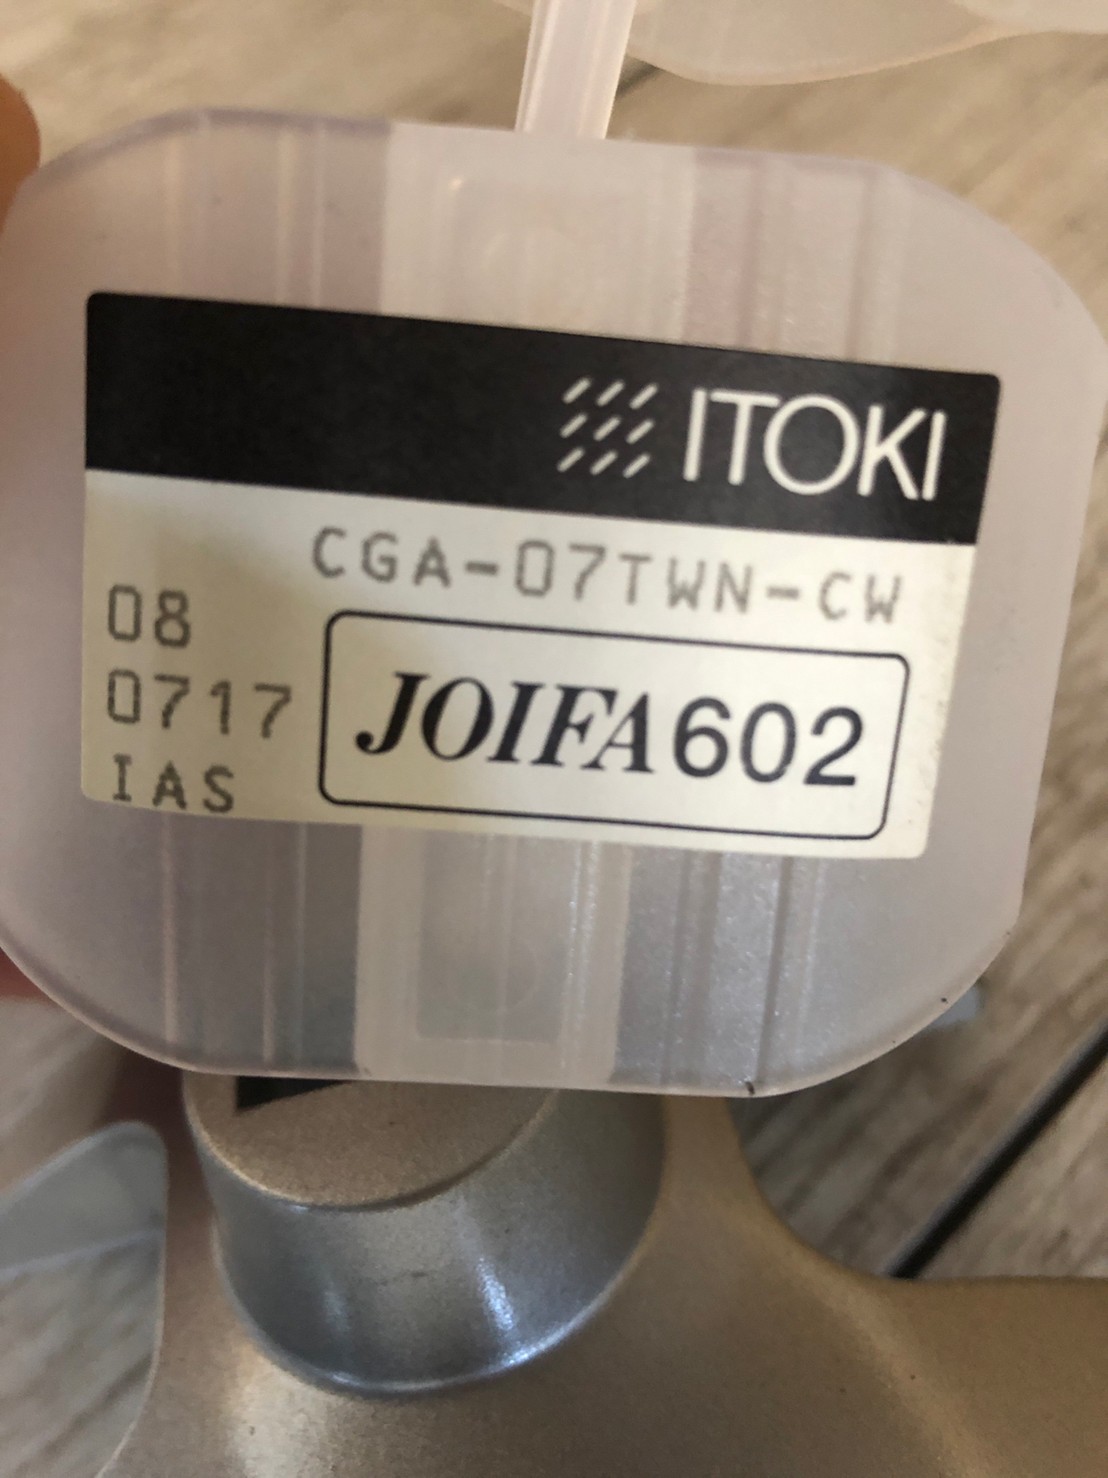 ITOKI
CGA-07TWN-CW
08
0717
IAS
JOIFA602